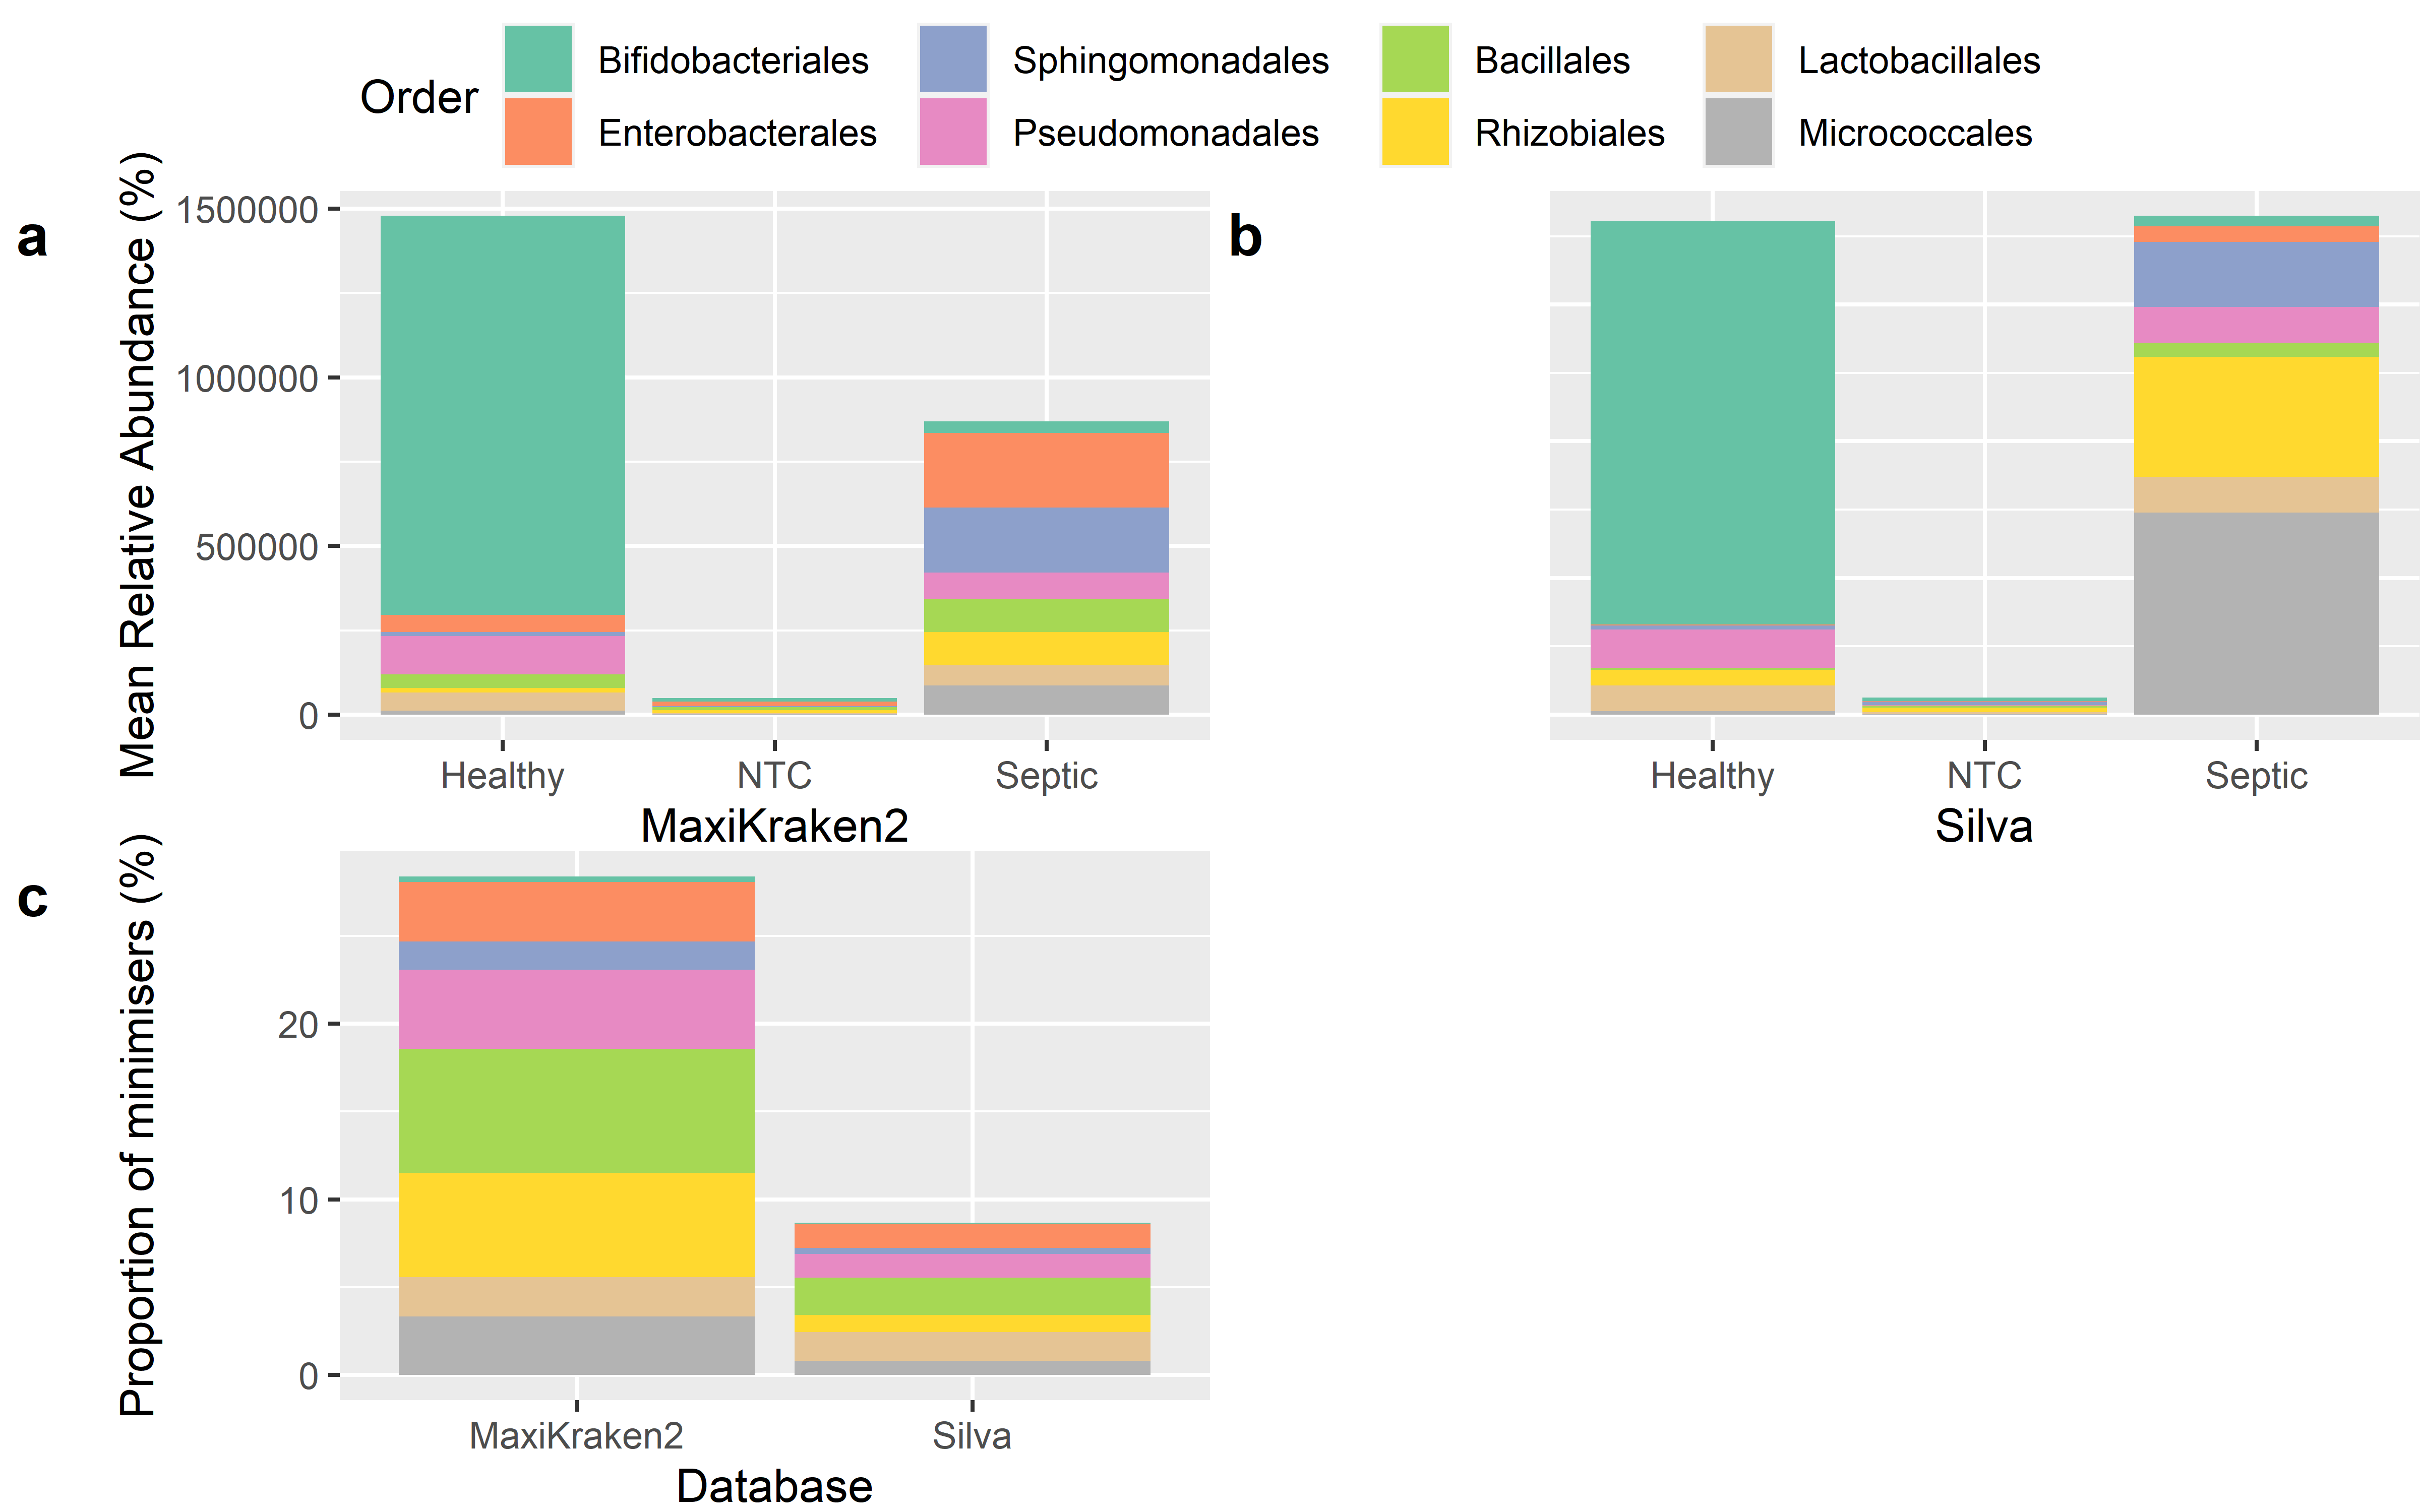 Order
Bifidobacteriales
Sphingomonadales
Bacillales
Lactobacillales
Enterobacterales
Pseudomonadales
Rhizobiales
Micrococcales
a
Mean Relative Abundance (%)
1500000
1000000
500000
0
Healthy NTC Septic
MaxiKraken2
b
Healthy NTC Septic
Silva
c
Proportion of minimisers (%)
20
10
0
MaxiKraken2 Silva
Database